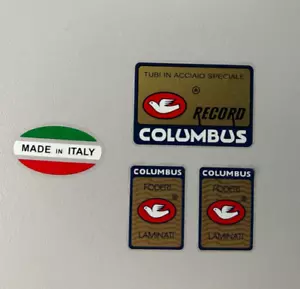 TUBI IN ACCIAIO SPECIALE
A
RECORD
COLUMBUS
MADE IN ITALY
COLUMBUS
FODERI
®
LAMINATI
COLUMBUS
FODERI
®
LAMINATI